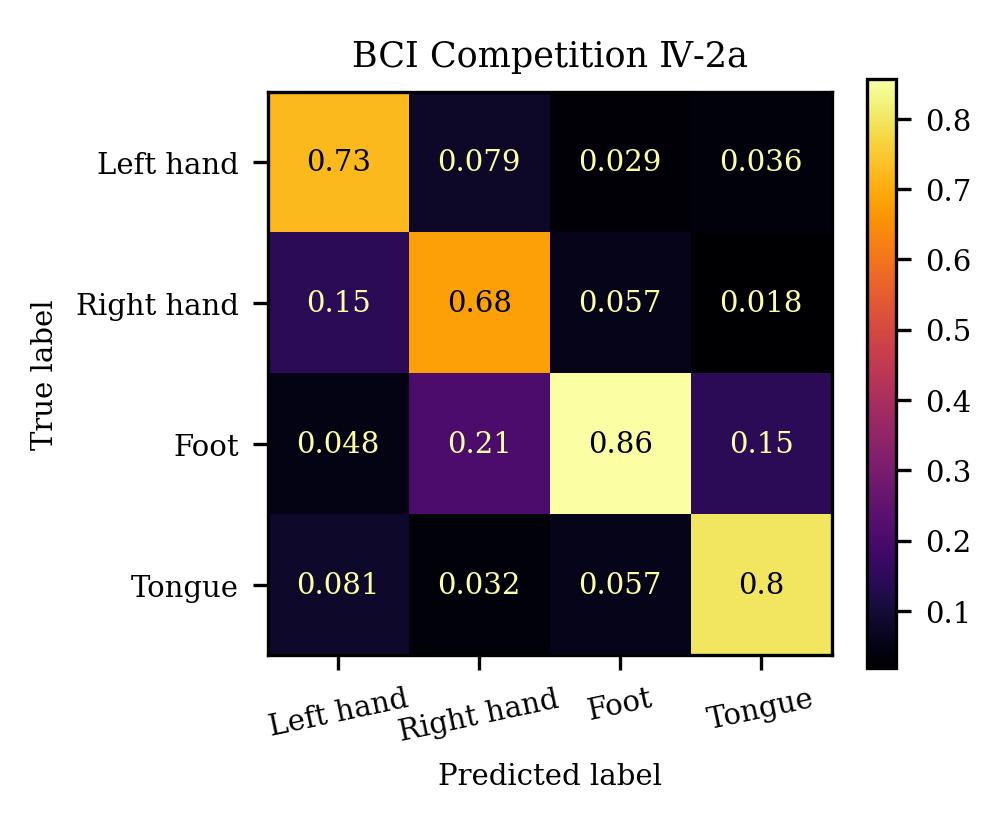 BCI Competition IV-2a
True label
Left hand 0.73 0.079 0.029 0.036
Right hand 0.15 0.68 0.057 0.018
Foot 0.048 0.21 0.86 0.15
Tongue 0.081 0.032 0.057 0.8
Left hand Right hand Foot Tongue
Predicted label
0.8
0.7
0.6
0.5
0.4
0.3
0.2
0.1